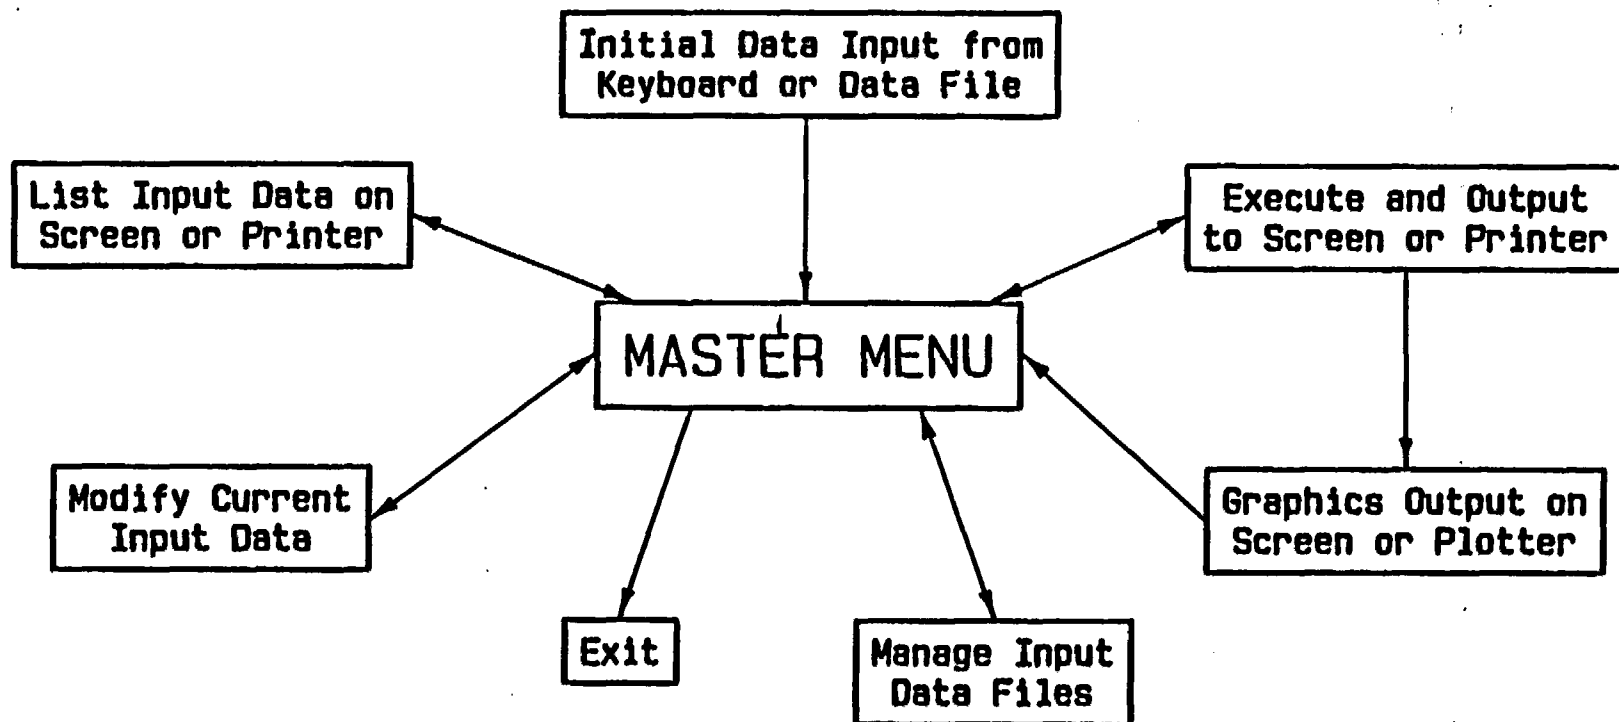 Initial Data Input from
Keyboard or Data File
List Input Data on
Screen or Printer
Execute and Output
to Screen or Printer
MASTER MENU
Modify Current
Input Data
Graphics Output on
Screen or Plotter
Exit
Manage Input
Data Files